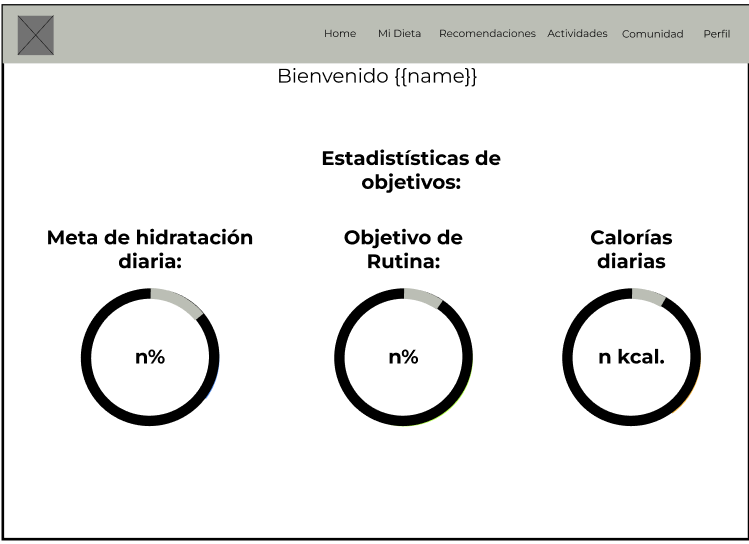 Home Mi Dieta Recomendaciones Actividades Comunidad Perfil
Bienvenido {{name}}
Estadistísticas de
objetivos:
Meta de hidratación
diaria:
Objetivo de
Rutina:
Calorías
diarias
n%
n%
n kcal.